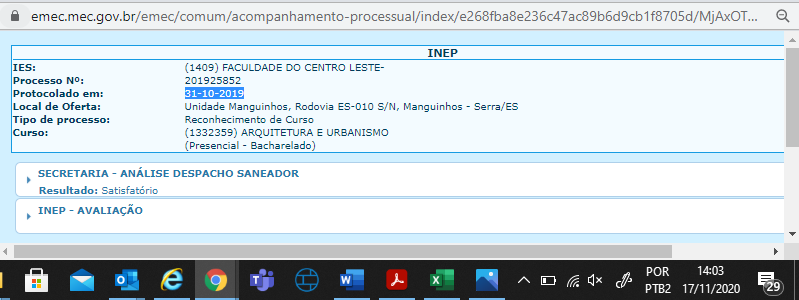 emec.mec.gov.br/emec/comum/acompanhamento-processual/index/e268fba8e236c47ac89b6d9cb1f8705d/MjAxOT...
INEP
IES: (1409) FACULDADE DO CENTRO LESTE-
Processo Nº: 201925852
Protocolado em: 31-10-2019
Local de Oferta: Unidade Manguinhos, Rodovia ES-010 S/N, Manguinhos - Serra/ES
Tipo de processo: Reconhecimento de Curso
Curso: (1332359) ARQUITETURA E URBANISMO
(Presencial - Bacharelado)
SECRETARIA - ANÁLISE DESPACHO SANEADOR
Resultado: Satisfatório
INEP - AVALIAÇÃO
POR 14:03
PTB2 17/11/2020
29